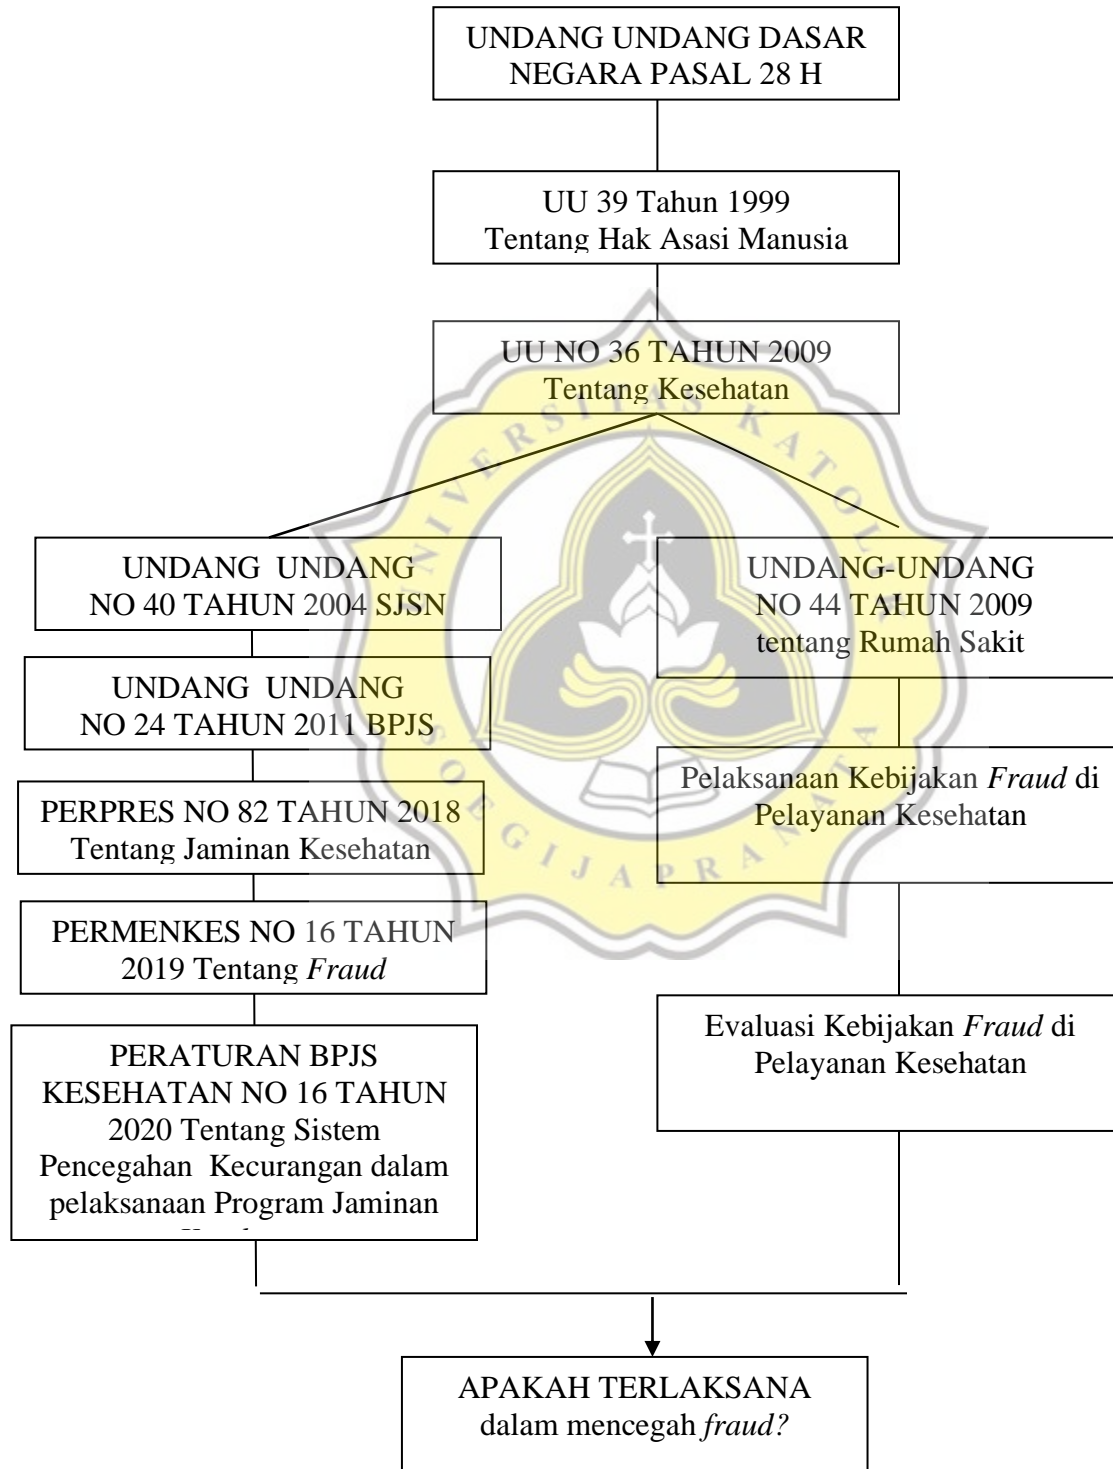 UNDANG UNDANG DASAR
NEGARA PASAL 28 H
UU 39 Tahun 1999
Tentang Hak Asasi Manusia
UU NO 36 TAHUN 2009
Tentang Kesehatan
UNDANG  UNDANG
NO 40 TAHUN 2004 SJSN
UNDANG  UNDANG
NO 24 TAHUN 2011 BPJS
PERPRES NO 82 TAHUN 2018
Tentang Jaminan Kesehatan
PERMENKES NO 16 TAHUN
2019 Tentang Fraud
PERATURAN BPJS
KESEHATAN NO 16 TAHUN
2020 Tentang Sistem
Pencegahan  Kecurangan dalam
pelaksanaan Program Jaminan
UNDANG-UNDANG
NO 44 TAHUN 2009
tentang Rumah Sakit
Pelaksanaan Kebijakan Fraud di
Pelayanan Kesehatan
Evaluasi Kebijakan Fraud di
Pelayanan Kesehatan
APAKAH TERLAKSANA
dalam mencegah fraud?
UNIVERSITAS KATOLIK
SOEGIJAPRANATA